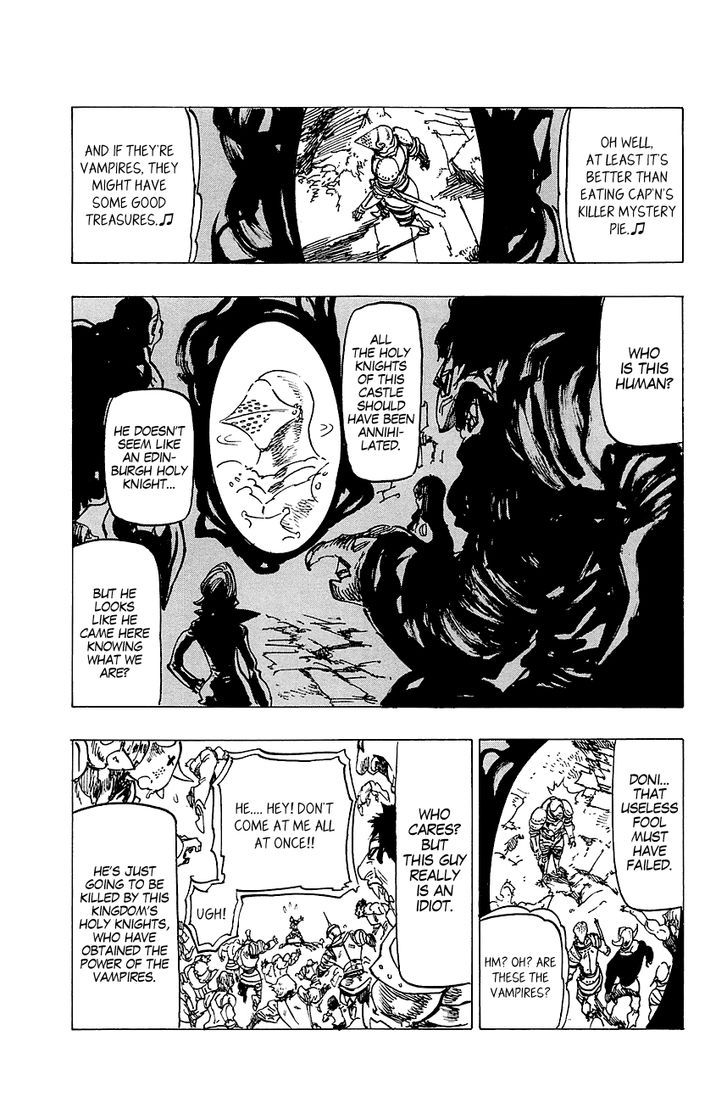 OH WELL,
AT LEAST IT'S
BETTER THAN
EATING CAP'N'S
KILLER MYSTERY
PIE.♫
AND IF THEY'RE
VAMPIRES, THEY
MIGHT HAVE
SOME GOOD
TREASURES.♫
WHO
IS THIS
HUMAN?
ALL
THE HOLY
KNIGHTS
OF THIS
CASTLE
SHOULD
HAVE BEEN
ANNIHI-
LATED.
HE DOESN'T
SEEM LIKE
AN EDIN-
BURGH HOLY
KNIGHT...
BUT HE
LOOKS
LIKE HE
CAME HERE
KNOWING
WHAT WE
ARE?
DONI...
THAT
USELESS
FOOL
MUST
HAVE
FAILED.
HM? OH? ARE
THESE THE
VAMPIRES?
WHO
CARES?
BUT
THIS GUY
REALLY
IS AN
IDIOT.
HE.... HEY! DON'T
COME AT ME ALL
AT ONCE!!
UGH!
HE'S JUST
GOING TO BE
KILLED BY THIS
KINGDOM'S
HOLY KNIGHTS,
WHO HAVE
OBTAINED THE
POWER OF THE
VAMPIRES.